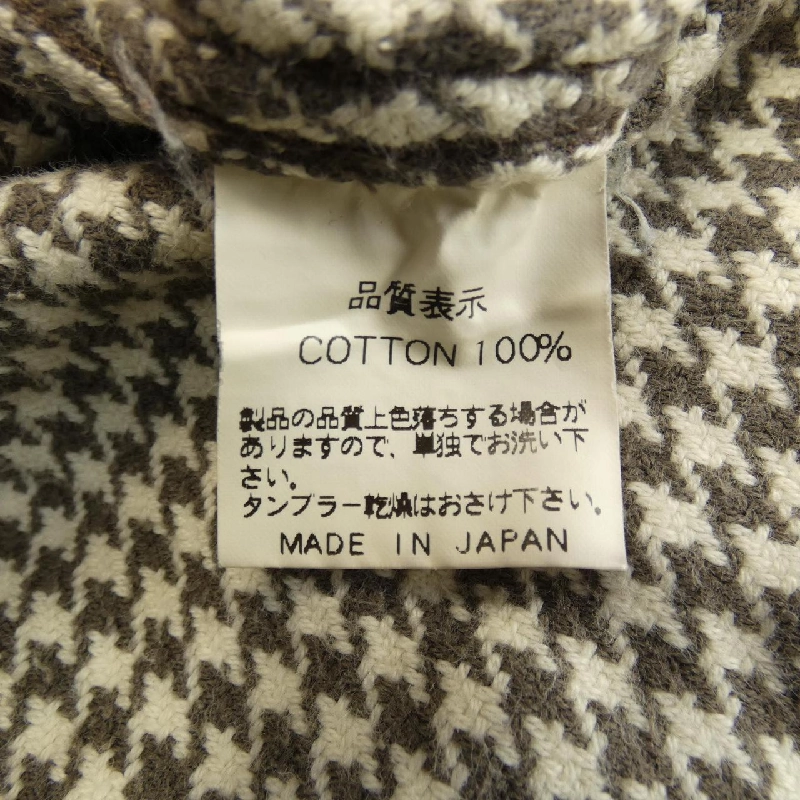 品質表示
COTTON 100%
製品の品質上色落ちする場合が
ありますので、単独でお洗い下
さい。
タンブラー乾燥はおさけ下さい。
MADE IN JAPAN